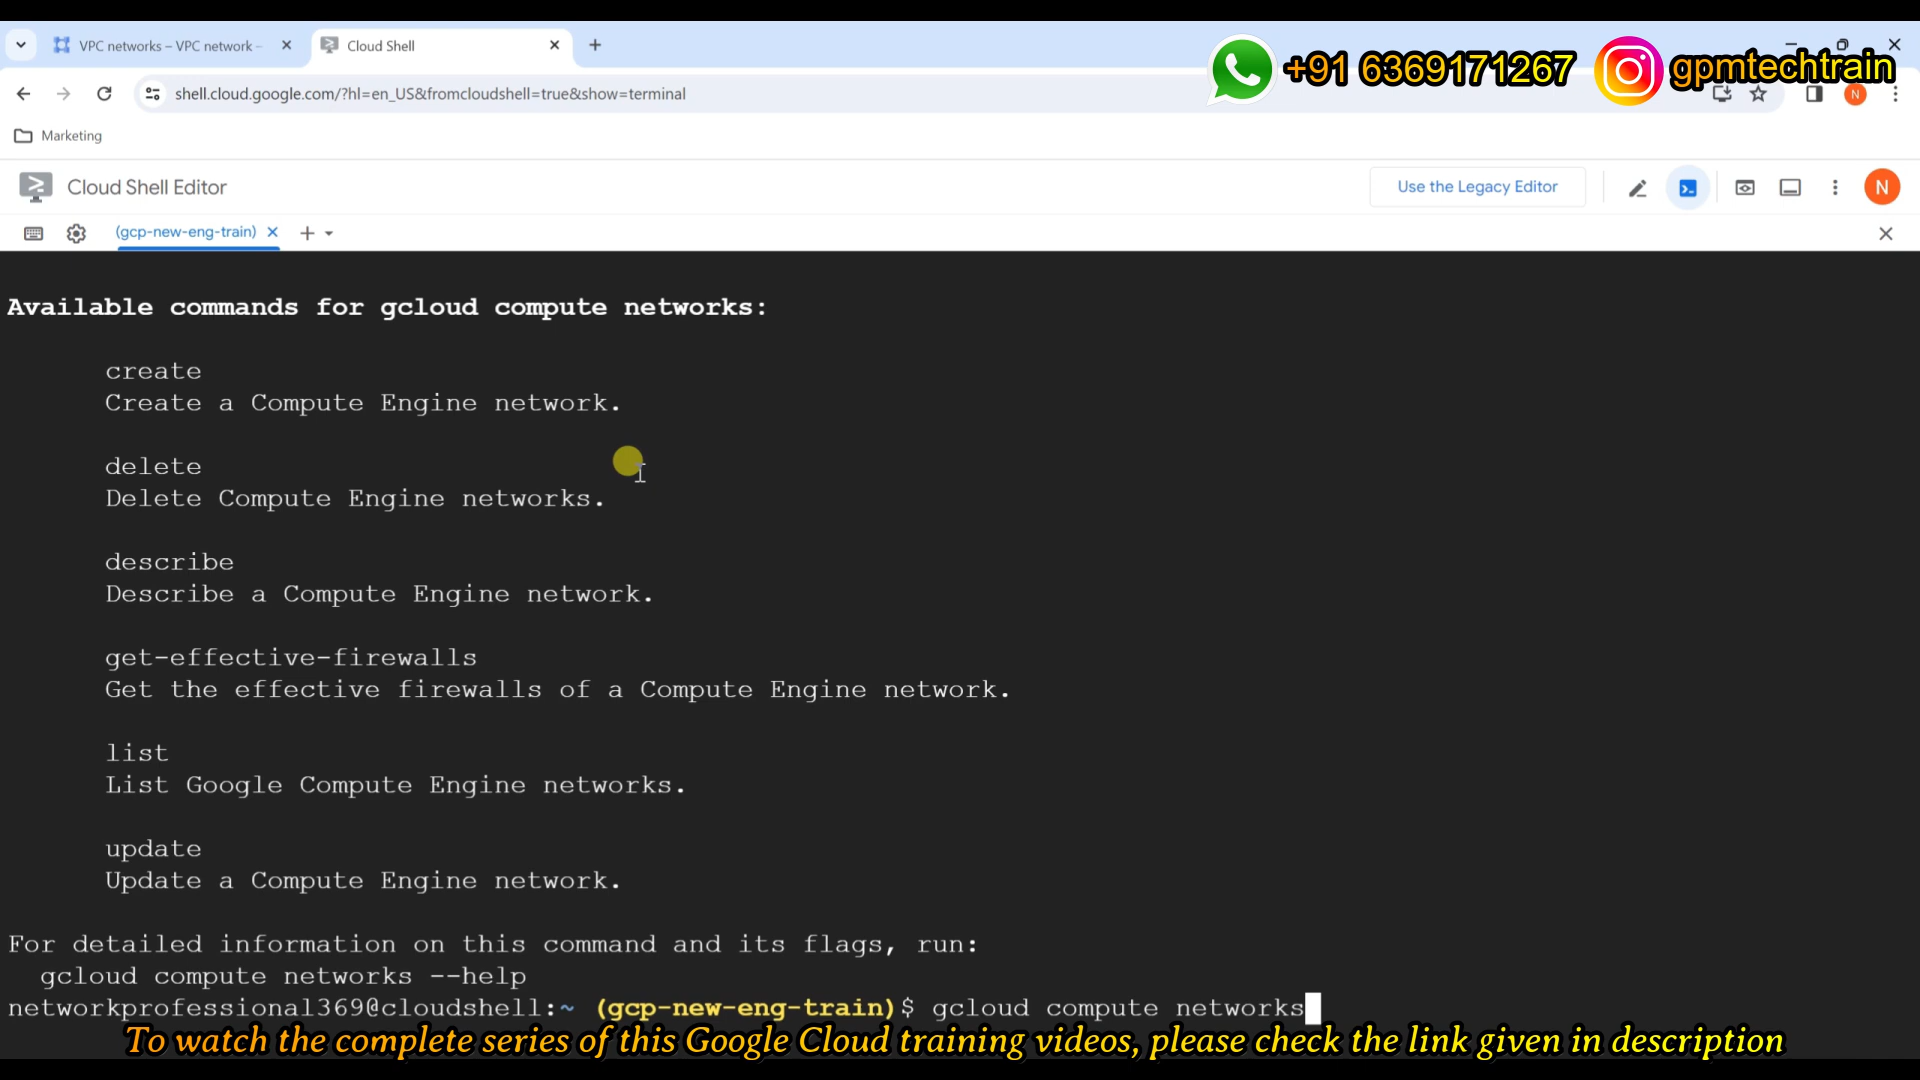 VPC networks – VPC network –
Cloud Shell
+91 6369171267
gpmtechtrain
shell.cloud.google.com/?hl=en_US&fromcloudshell=true&show=terminal
N
Marketing
Cloud Shell Editor
Use the Legacy Editor
N
(gcp-new-eng-train)
Available commands for gcloud compute networks:
create
Create a Compute Engine network.
delete
Delete Compute Engine networks.
describe
Describe a Compute Engine network.
get-effective-firewalls
Get the effective firewalls of a Compute Engine network.
list
List Google Compute Engine networks.
update
Update a Compute Engine network.
For detailed information on this command and its flags, run:
gcloud compute networks --help
networkprofessional369@cloudshell:~ (gcp-new-eng-train)$ gcloud compute networks
To watch the complete series of this Google Cloud training videos, please check the link given in description